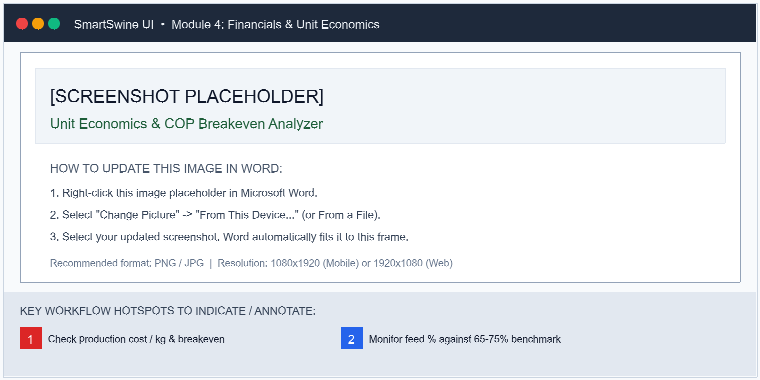 SmartSwine UI • Module 4: Financials & Unit Economics
[SCREENSHOT PLACEHOLDER]
Unit Economics & COP Breakeven Analyzer
HOW TO UPDATE THIS IMAGE IN WORD:
1. Right-click this image placeholder in Microsoft Word.
2. Select "Change Picture" -> "From This Device..." (or From a File).
3. Select your updated screenshot. Word automatically fits it to this frame.
Recommended format: PNG / JPG | Resolution: 1080x1920 (Mobile) or 1920x1080 (Web)
KEY WORKFLOW HOTSPOTS TO INDICATE / ANNOTATE:
1 Check production cost / kg & breakeven
2 Monitor feed % against 65-75% benchmark